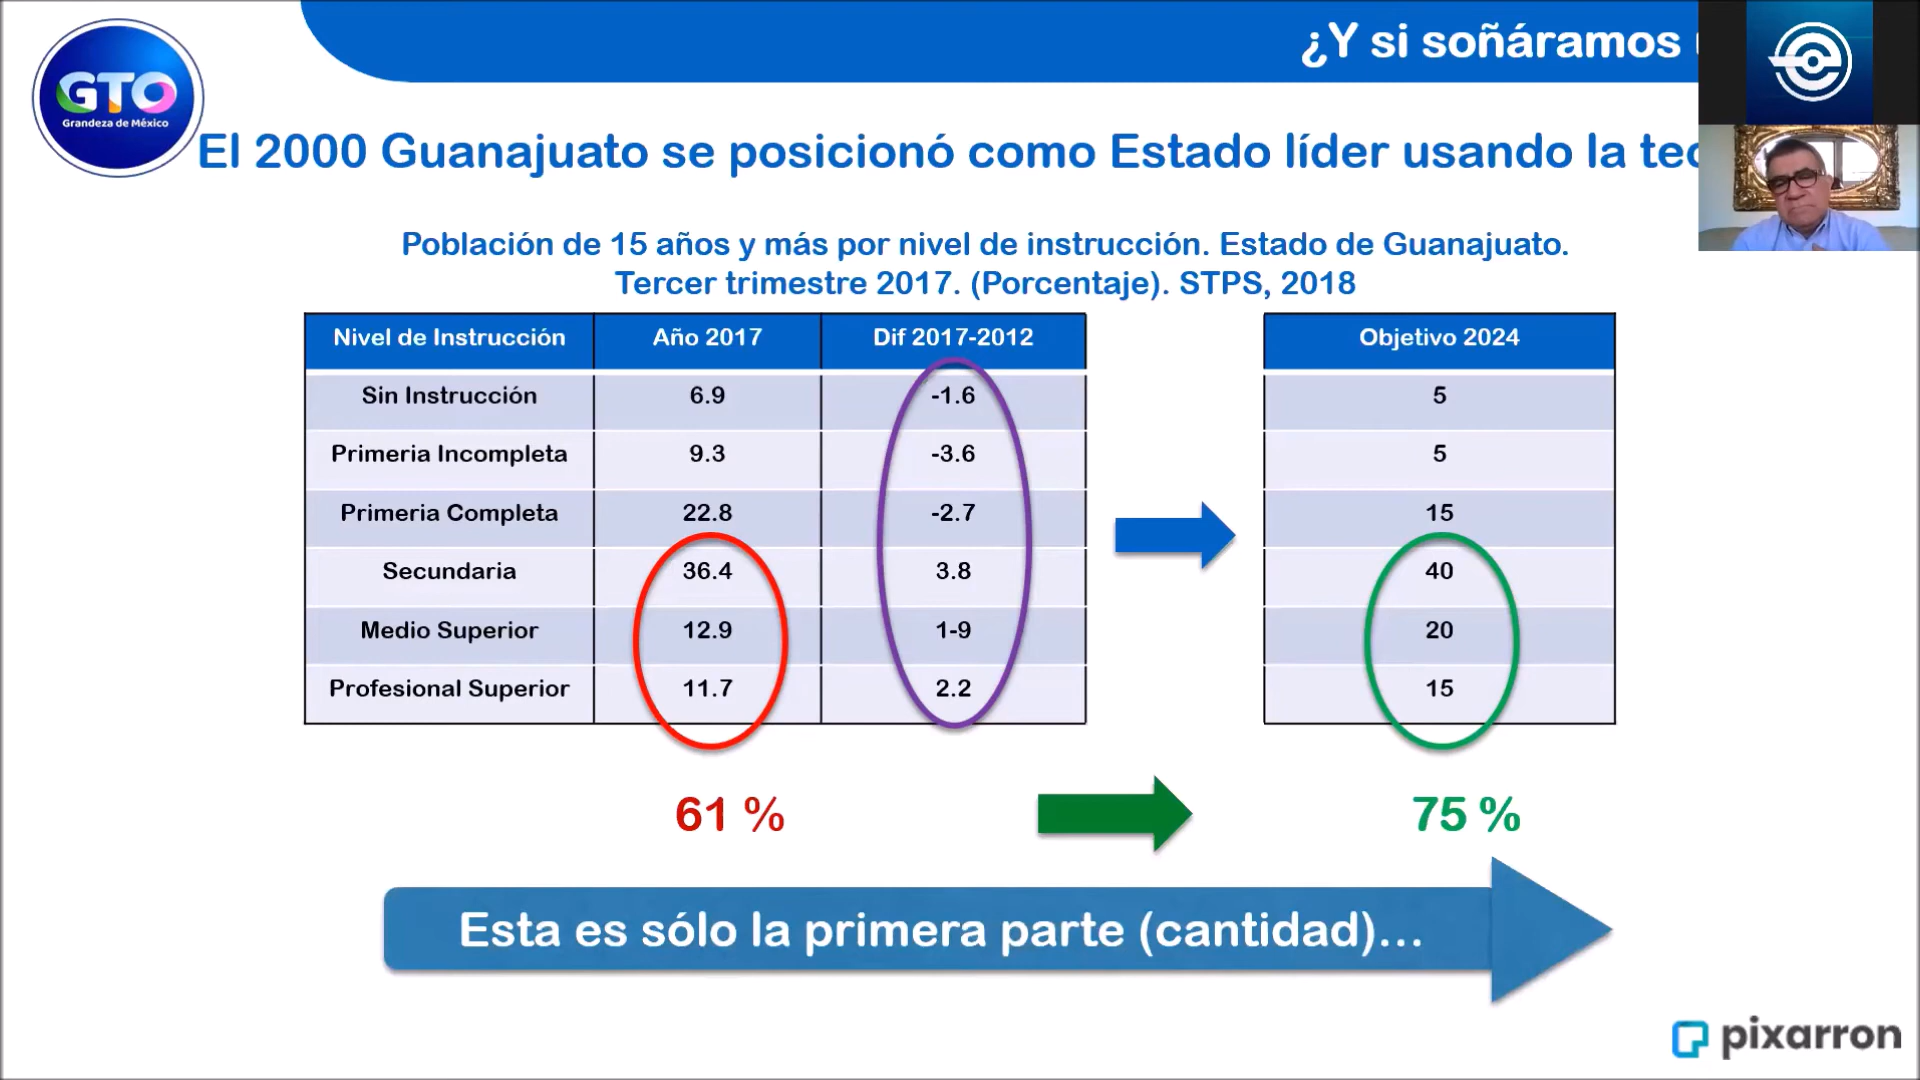 ¿Y si soñáramos
GTO
Grandeza de México
El 2000 Guanajuato se posicionó como Estado líder usando la
Población de 15 años y más por nivel de instrucción. Estado de Guanajuato.
Tercer trimestre 2017. (Porcentaje). STPS, 2018
Nivel de Instrucción Año 2017 Dif 2017-2012 Objetivo 2024
Sin Instrucción 6.9 -1.6 5
Primeria Incompleta 9.3 -3.6 5
Primeria Completa 22.8 -2.7 15
Secundaria 36.4 3.8 40
Medio Superior 12.9 1-9 20
Profesional Superior 11.7 2.2 15
61 % 75 %
Esta es sólo la primera parte (cantidad)...
pixarron